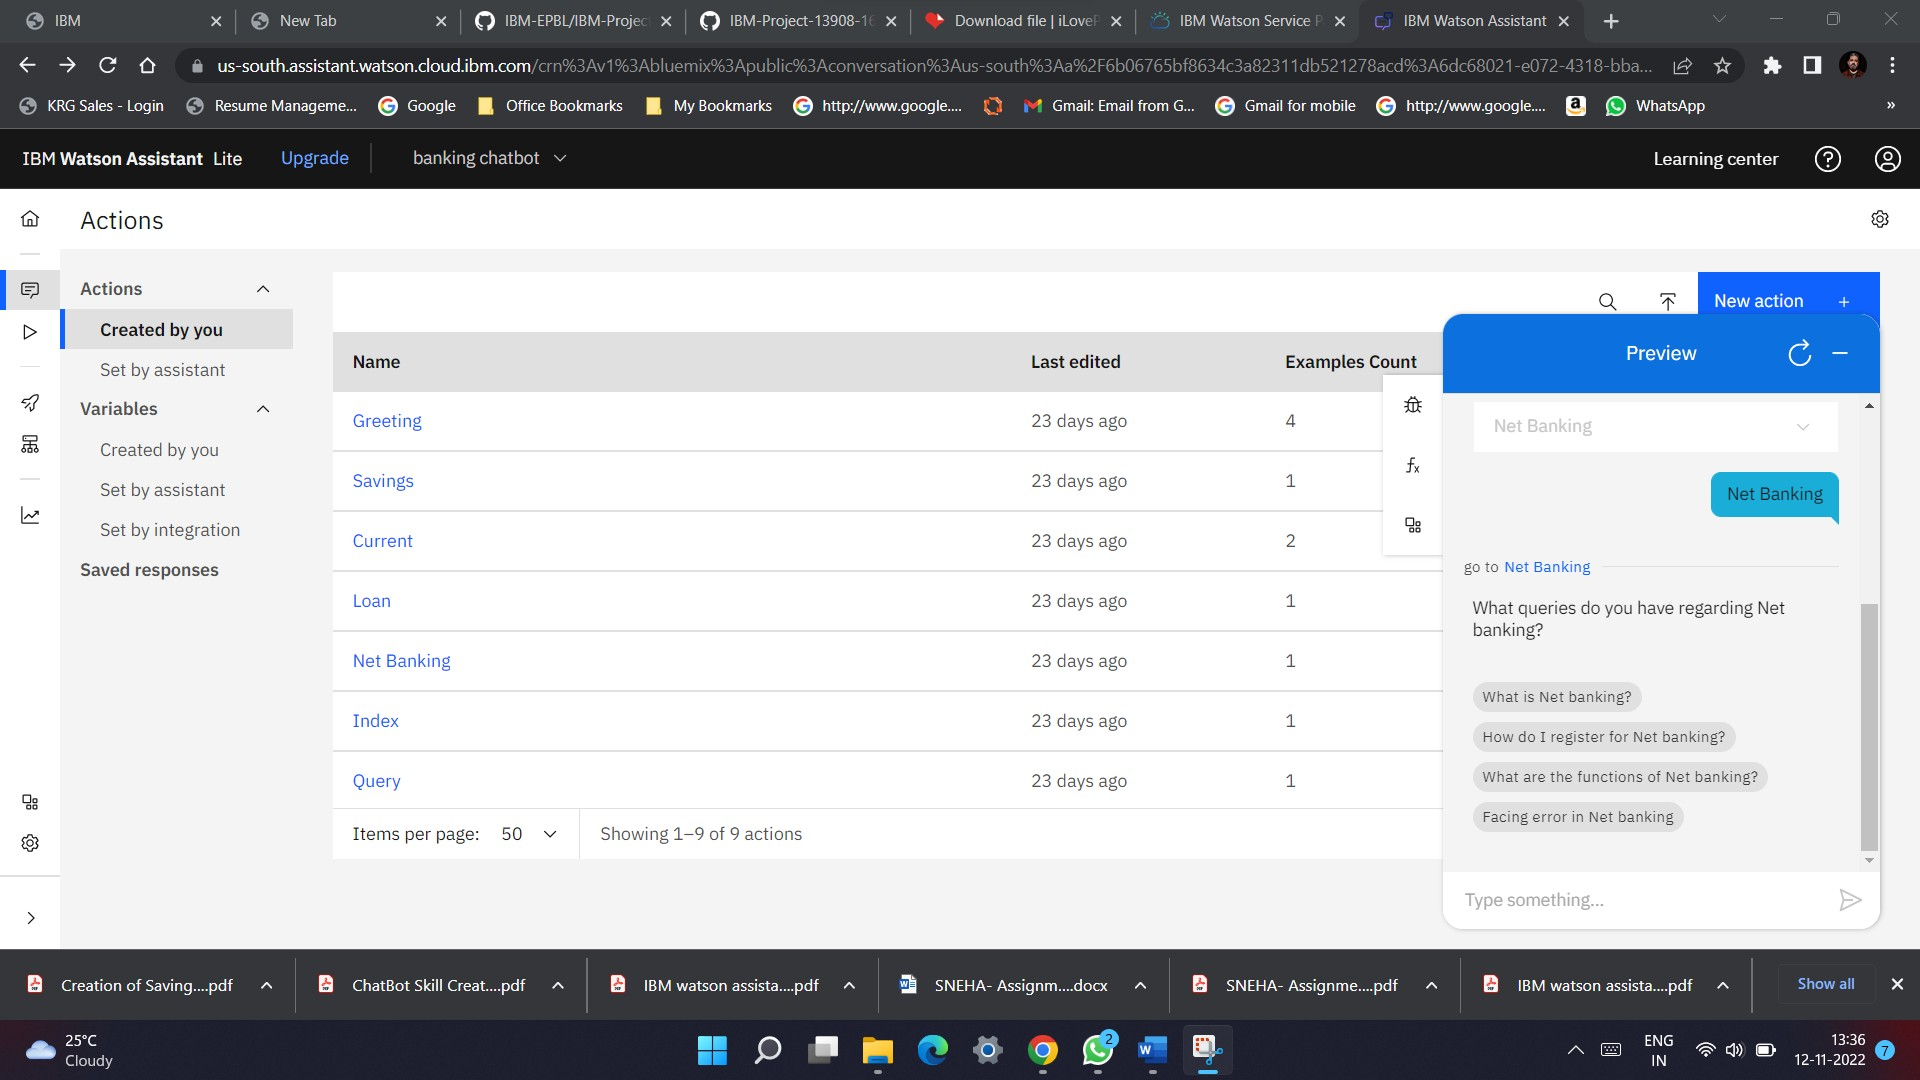 IBM
New Tab
IBM-EPBL/IBM-Projec
IBM-Project-13908-16
Download file | iLoveP
IBM Watson Service P
IBM Watson Assistant
us-south.assistant.watson.cloud.ibm.com/crn%3Av1%3Abluemix%3Apublic%3Aconversation%3Aus-south%3Aa%2F6b06765bf8634c3a82311db521278acd%3A6dc68021-e072-4318-bba...
KRG Sales - Login
Resume Manageme...
Google
Office Bookmarks
My Bookmarks
http://www.google....
Gmail: Email from G...
Gmail for mobile
http://www.google....
WhatsApp
»
IBM Watson Assistant Lite
Upgrade
banking chatbot
Learning center
Actions
Actions
Created by you
Set by assistant
Variables
Created by you
Set by assistant
Set by integration
Saved responses
New action +
Name Last edited Examples Count
Greeting 23 days ago 4
Savings 23 days ago 1
Current 23 days ago 2
Loan 23 days ago 1
Net Banking 23 days ago 1
Index 23 days ago 1
Query 23 days ago 1
Items per page: 50
Showing 1–9 of 9 actions
Preview
Net Banking
Net Banking
go to Net Banking
What queries do you have regarding Net
banking?
What is Net banking?
How do I register for Net banking?
What are the functions of Net banking?
Facing error in Net banking
Type something...
Creation of Saving....pdf
ChatBot Skill Creat....pdf
IBM watson assista....pdf
SNEHA- Assignm....docx
SNEHA- Assignme....pdf
IBM watson assista....pdf
Show all
25°C
Cloudy
2
ENG
IN
13:36
12-11-2022
7